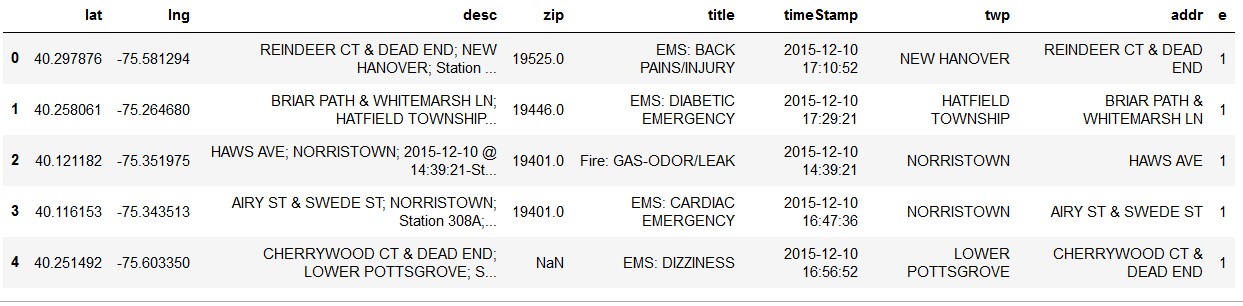 lat lng desc zip title timeStamp twp addr e
0 40.297876 -75.581294 REINDEER CT & DEAD END; NEW HANOVER; Station ... 19525.0 EMS: BACK PAINS/INJURY 2015-12-10 17:10:52 NEW HANOVER REINDEER CT & DEAD END 1
1 40.258061 -75.264680 BRIAR PATH & WHITEMARSH LN; HATFIELD TOWNSHIP... 19446.0 EMS: DIABETIC EMERGENCY 2015-12-10 17:29:21 HATFIELD TOWNSHIP BRIAR PATH & WHITEMARSH LN 1
2 40.121182 -75.351975 HAWS AVE; NORRISTOWN; 2015-12-10 @ 14:39:21-St... 19401.0 Fire: GAS-ODOR/LEAK 2015-12-10 14:39:21 NORRISTOWN HAWS AVE 1
3 40.116153 -75.343513 AIRY ST & SWEDE ST; NORRISTOWN; Station 308A;... 19401.0 EMS: CARDIAC EMERGENCY 2015-12-10 16:47:36 NORRISTOWN AIRY ST & SWEDE ST 1
4 40.251492 -75.603350 CHERRYWOOD CT & DEAD END; LOWER POTTSGROVE; S... NaN EMS: DIZZINESS 2015-12-10 16:56:52 LOWER POTTSGROVE CHERRYWOOD CT & DEAD END 1